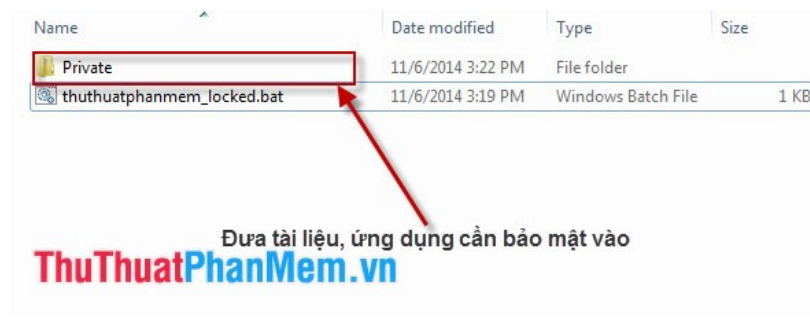 Name Date modified Type Size
Private 11/6/2014 3:22 PM File folder
thuthuatphanmem_locked.bat 11/6/2014 3:19 PM Windows Batch File 1 KB
Đưa tài liệu, ứng dụng cần bảo mật vào
ThuThuatPhanMem.vn